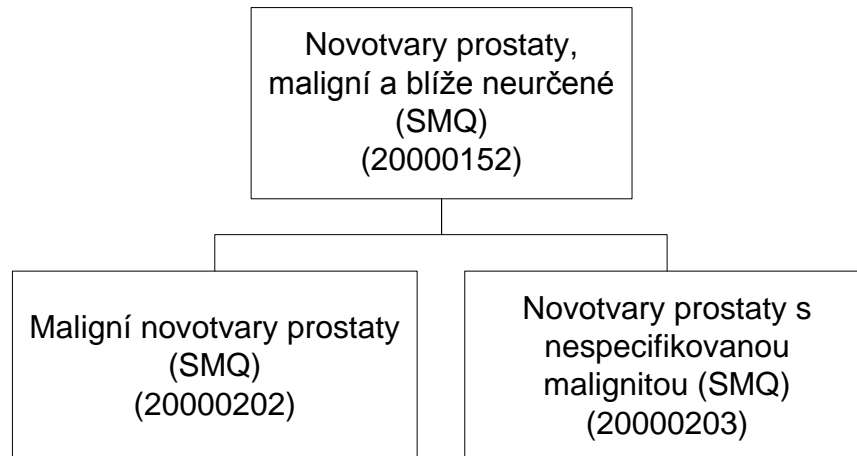 Novotvary prostaty,
maligní a blíže neurčené
(SMQ)
(20000152)
Maligní novotvary prostaty
(SMQ)
(20000202)
Novotvary prostaty s
nespecifikovanou
malignitou (SMQ)
(20000203)